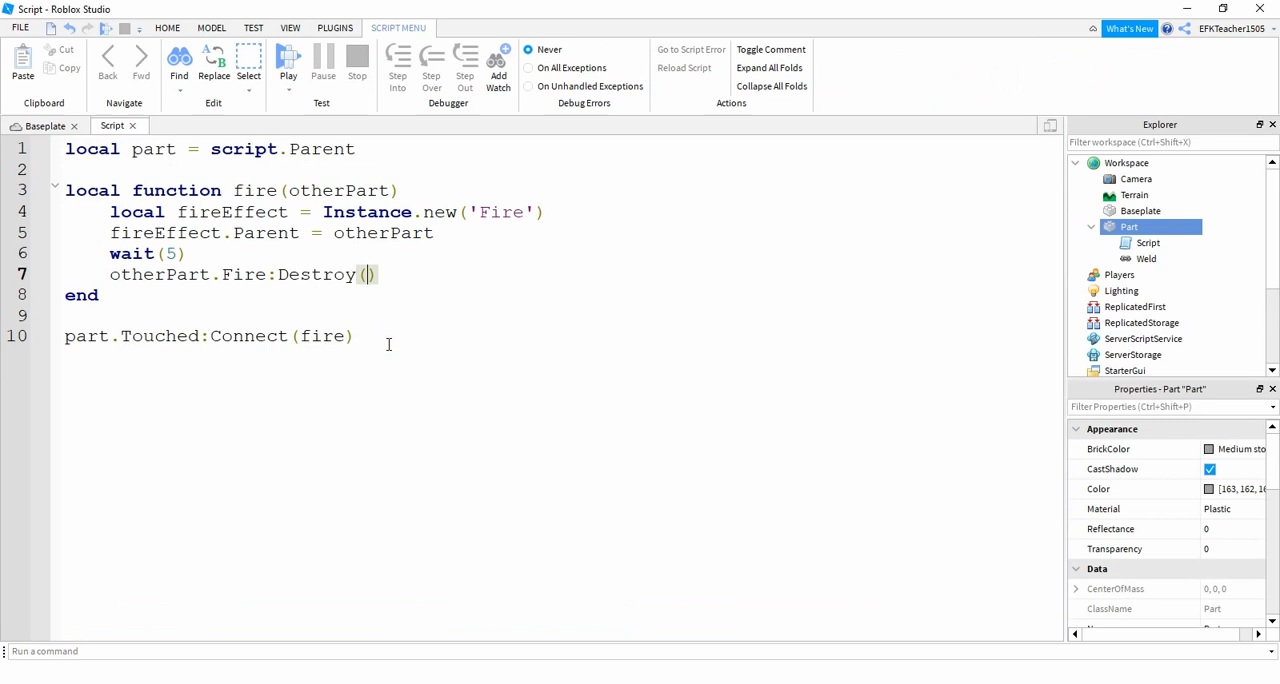 Script - Roblox Studio
FILE HOME MODEL TEST VIEW PLUGINS SCRIPT MENU What's New EFKTeacher1505
Paste Cut Copy Back Fwd Find Replace Select Play Pause Stop Step Into Step Over Step Out Add Watch Never On All Exceptions On Unhandled Exceptions Go to Script Error Reload Script Toggle Comment Expand All Folds Collapse All Folds
Clipboard Navigate Edit Test Debugger Debug Errors Actions
Baseplate Script
1 local part = script.Parent
2
3 local function fire(otherPart)
4 local fireEffect = Instance.new('Fire')
5 fireEffect.Parent = otherPart
6 wait(5)
7 otherPart.Fire:Destroy()
8 end
9
10 part.Touched:Connect(fire)
Explorer
Filter workspace (Ctrl+Shift+X)
Workspace
Camera
Terrain
Baseplate
Part
Script
Weld
Players
Lighting
ReplicatedFirst
ReplicatedStorage
ServerScriptService
ServerStorage
StarterGui
Properties - Part "Part"
Filter Properties (Ctrl+Shift+P)
Appearance
BrickColor Medium sto
CastShadow
Color [163, 162, 16
Material Plastic
Reflectance 0
Transparency 0
Data
CenterOfMass 0, 0, 0
ClassName Part
Run a command